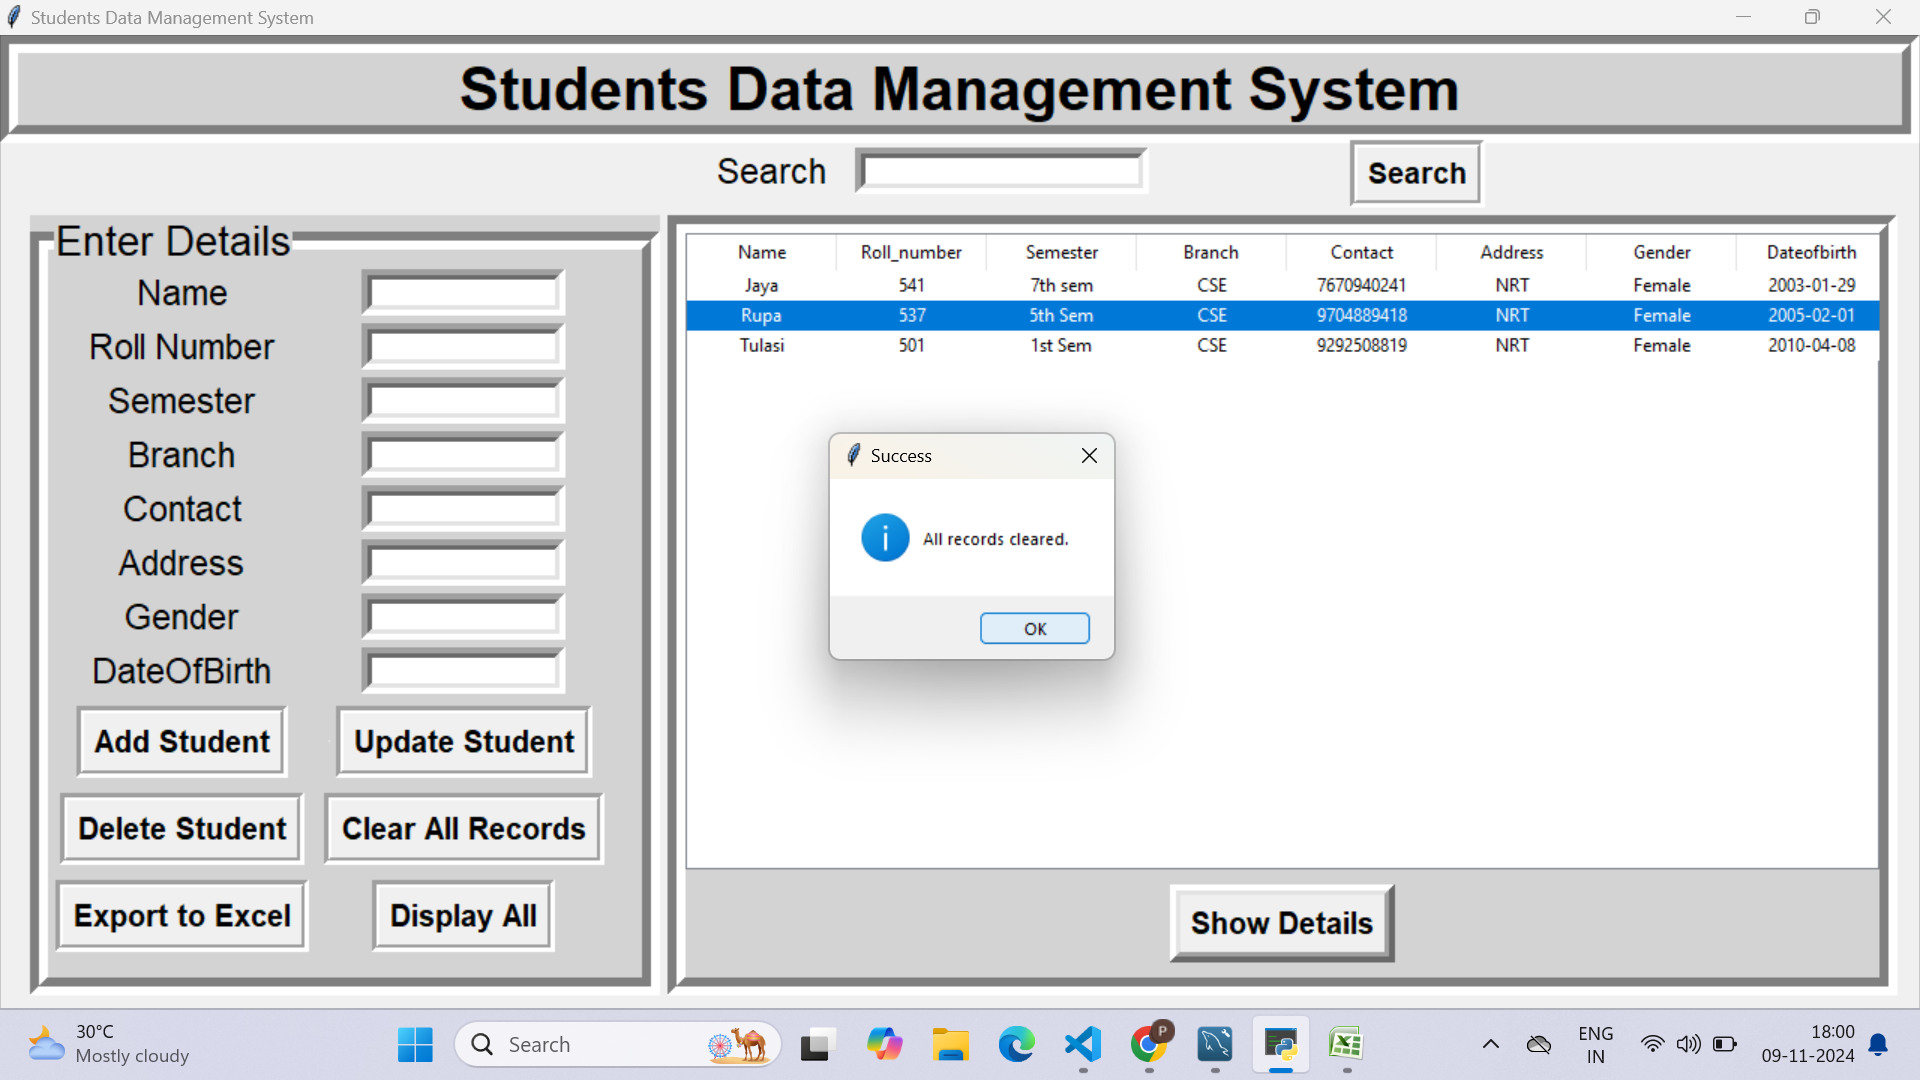 Students Data Management System
Students Data Management System
Search
Search
Enter Details
Name
Roll Number
Semester
Branch
Contact
Address
Gender
DateOfBirth
Add Student Update Student
Delete Student Clear All Records
Export to Excel Display All
Name Roll_number Semester Branch Contact Address Gender Dateofbirth
Jaya 541 7th sem CSE 7670940241 NRT Female 2003-01-29
Rupa 537 5th Sem CSE 9704889418 NRT Female 2005-02-01
Tulasi 501 1st Sem CSE 9292508819 NRT Female 2010-04-08
Success
All records cleared.
OK
Show Details
30°C
Mostly cloudy
Search
P
ENG
IN
18:00
09-11-2024